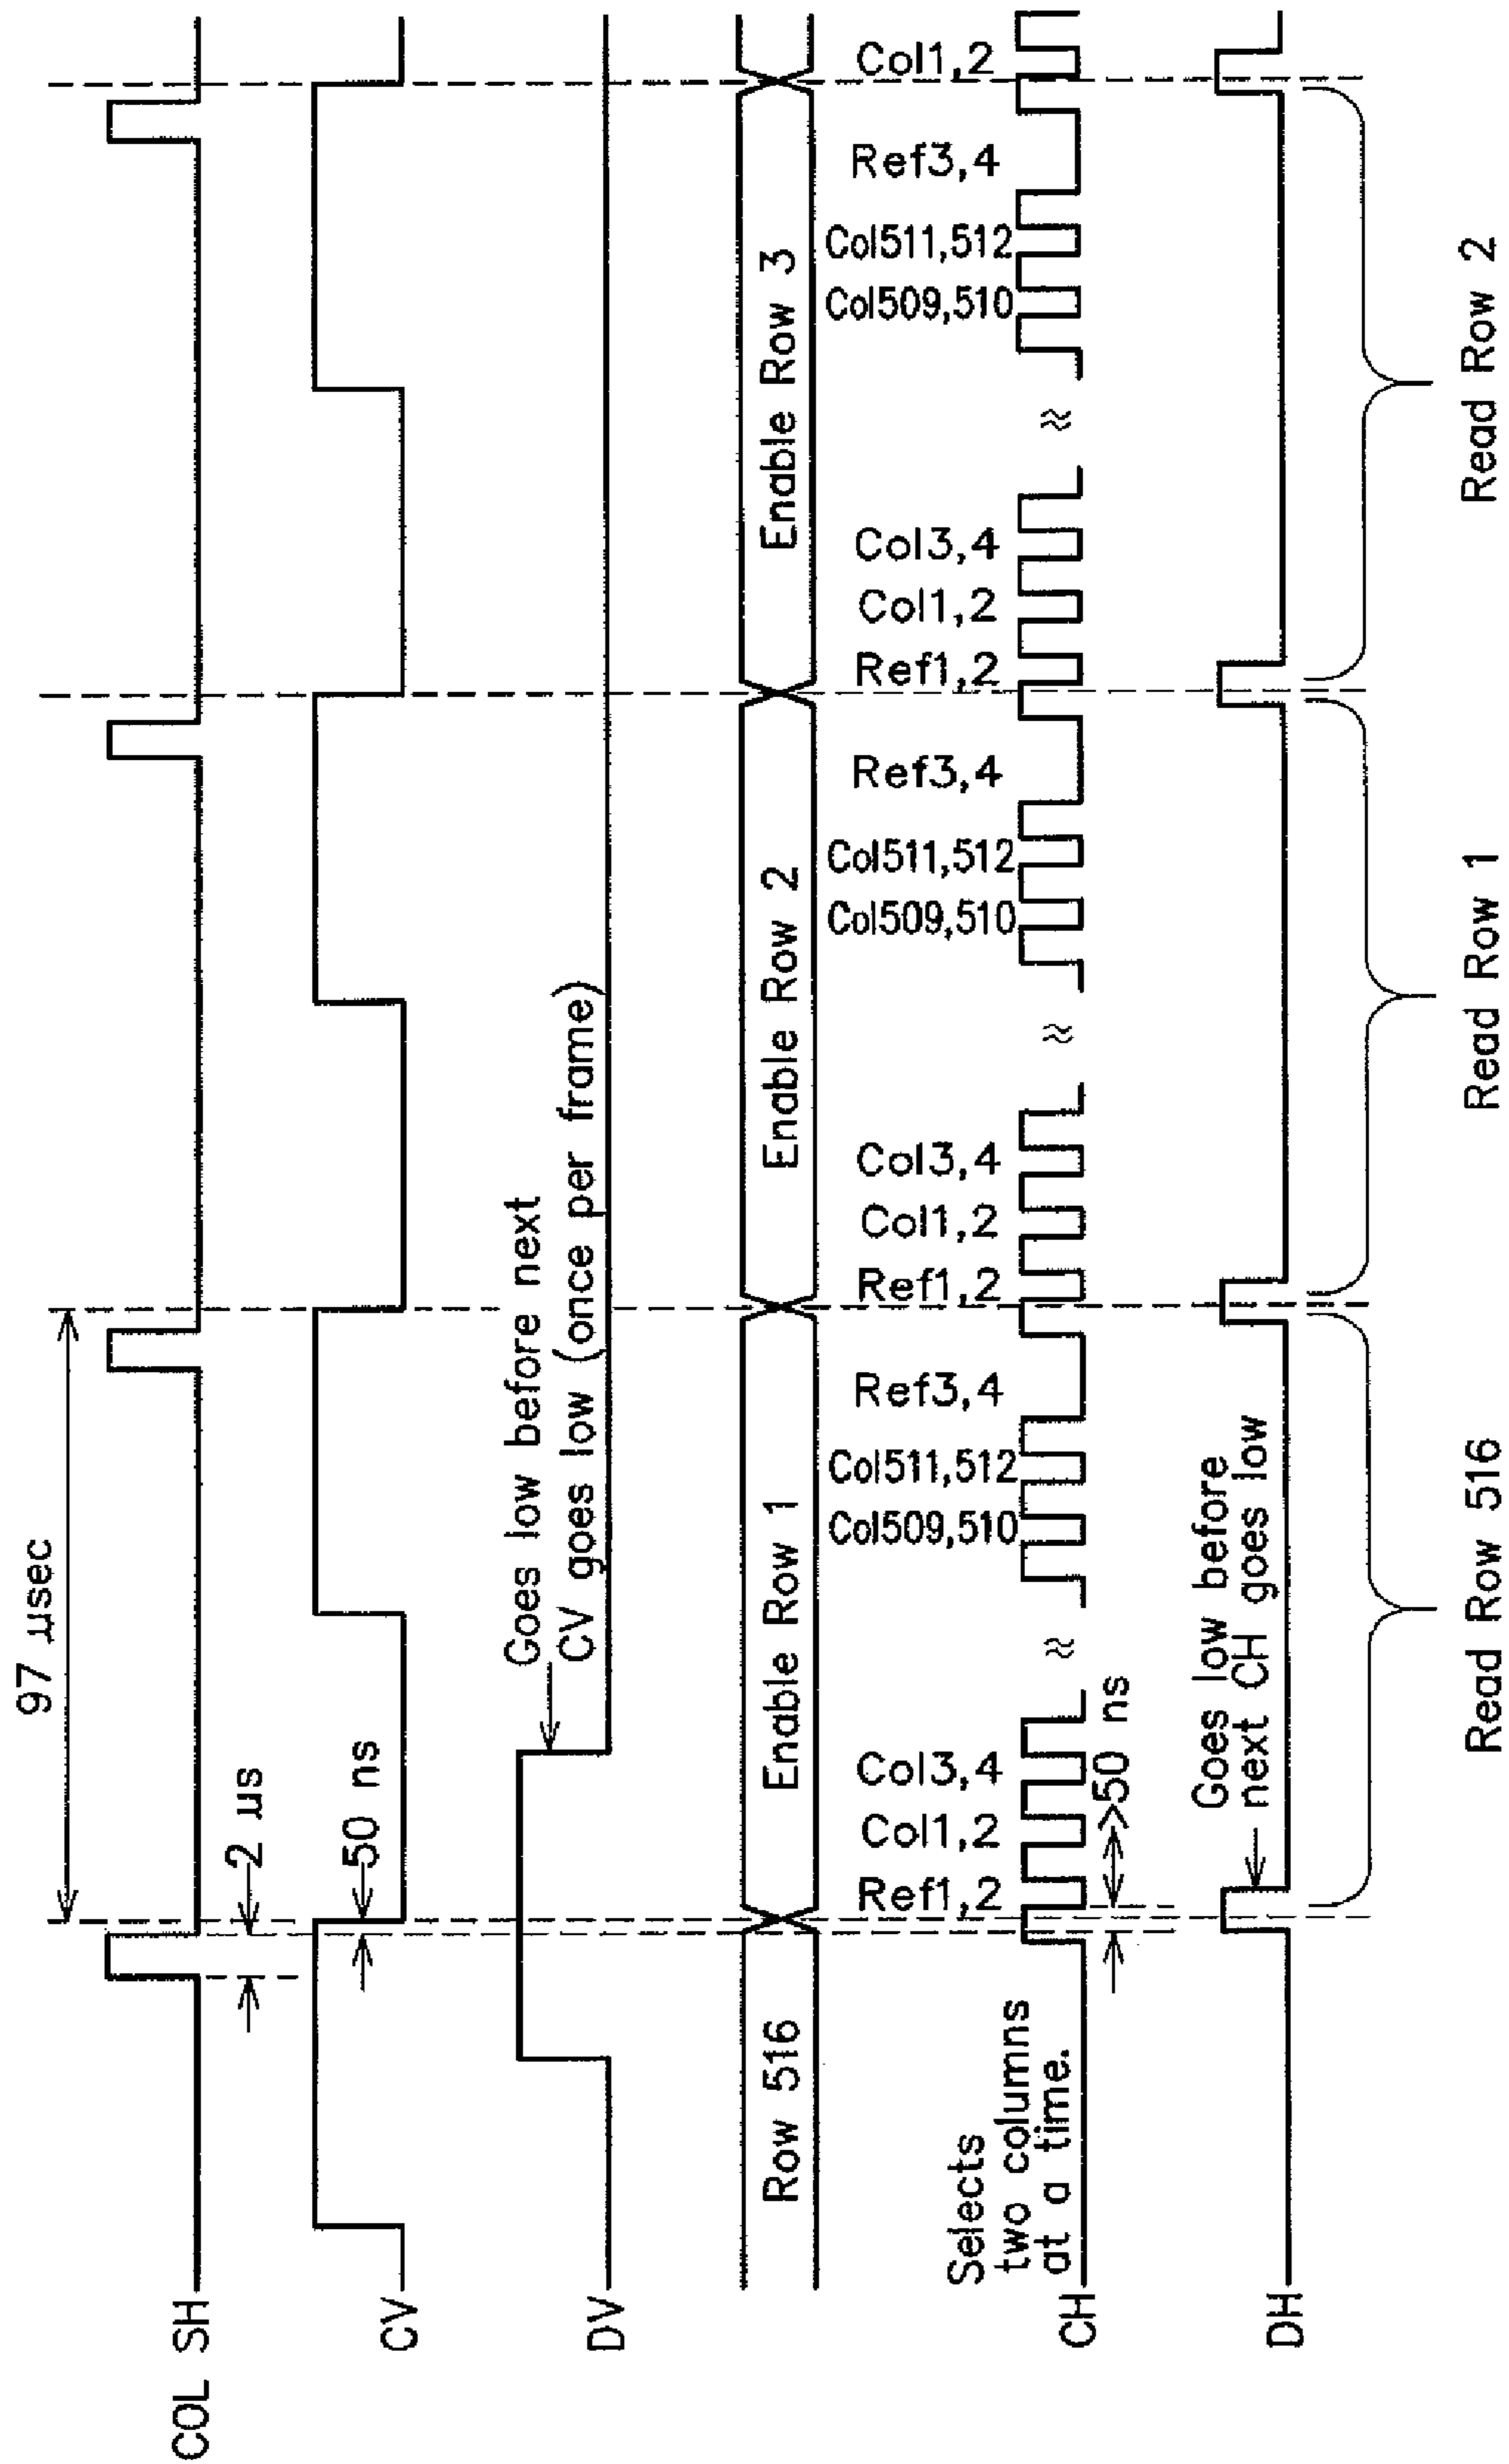 97 µsec
2 µs
COL SH
50 ns
CV
Goes low before next
CV goes low (once per frame)
DV
Row 516
Enable Row 1
Enable Row 2
Enable Row 3
Selects
two columns
at a time.
Ref1,2
Col1,2
Col3,4
Col509,510
Col511,512
Ref3,4
Ref1,2
Col1,2
Col3,4
Col509,510
Col511,512
Ref3,4
Ref1,2
Col1,2
Col3,4
Col509,510
Col511,512
Ref3,4
Col1,2
≈
≈
≈
CH
>50 ns
Goes low before
next CH goes low
DH
Read Row 516
Read Row 1
Read Row 2